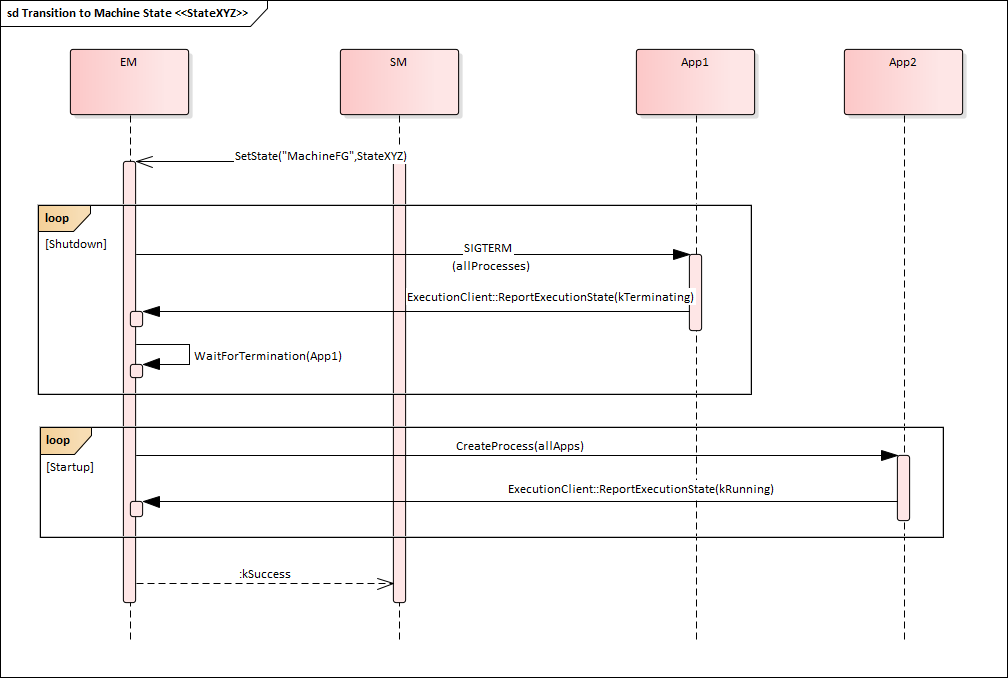 sd Transition to Machine State <<StateXYZ>>
EM
SM
App1
App2
SetState("MachineFG",StateXYZ)
loop
[Shutdown]
SIGTERM
(allProcesses)
ExecutionClient::ReportExecutionState(kTerminating)
WaitForTermination(App1)
loop
CreateProcess(allApps)
[Startup]
ExecutionClient::ReportExecutionState(kRunning)
:kSuccess